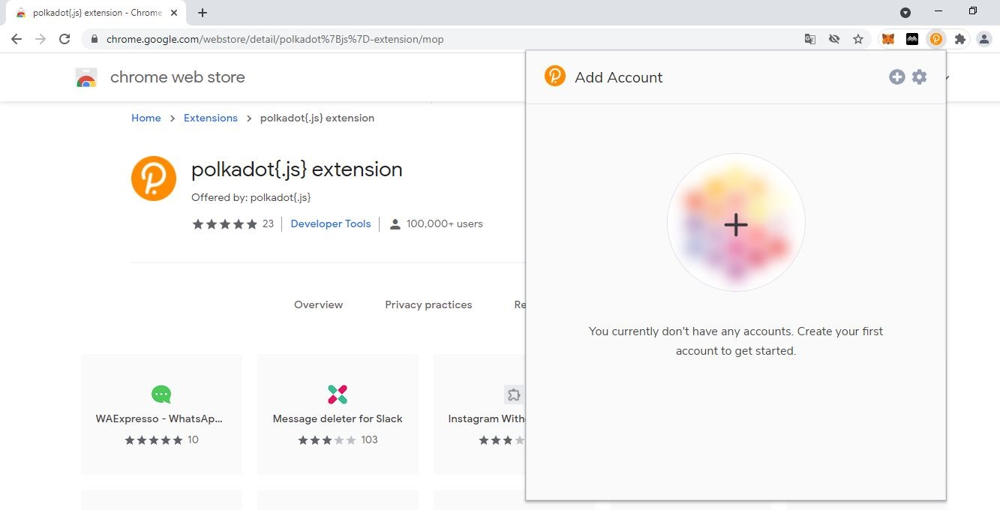 polkadot{.js} extension - Chrome
chrome.google.com/webstore/detail/polkadot%7Bjs%7D-extension/mop
chrome web store
Home > Extensions > polkadot{.js} extension
polkadot{.js} extension
Offered by: polkadot{.js}
23
Developer Tools
100,000+ users
Overview
Privacy practices
Re
WAExpresso - WhatsAp...
10
Message deleter for Slack
103
Instagram With
Add Account
You currently don't have any accounts. Create your first
account to get started.